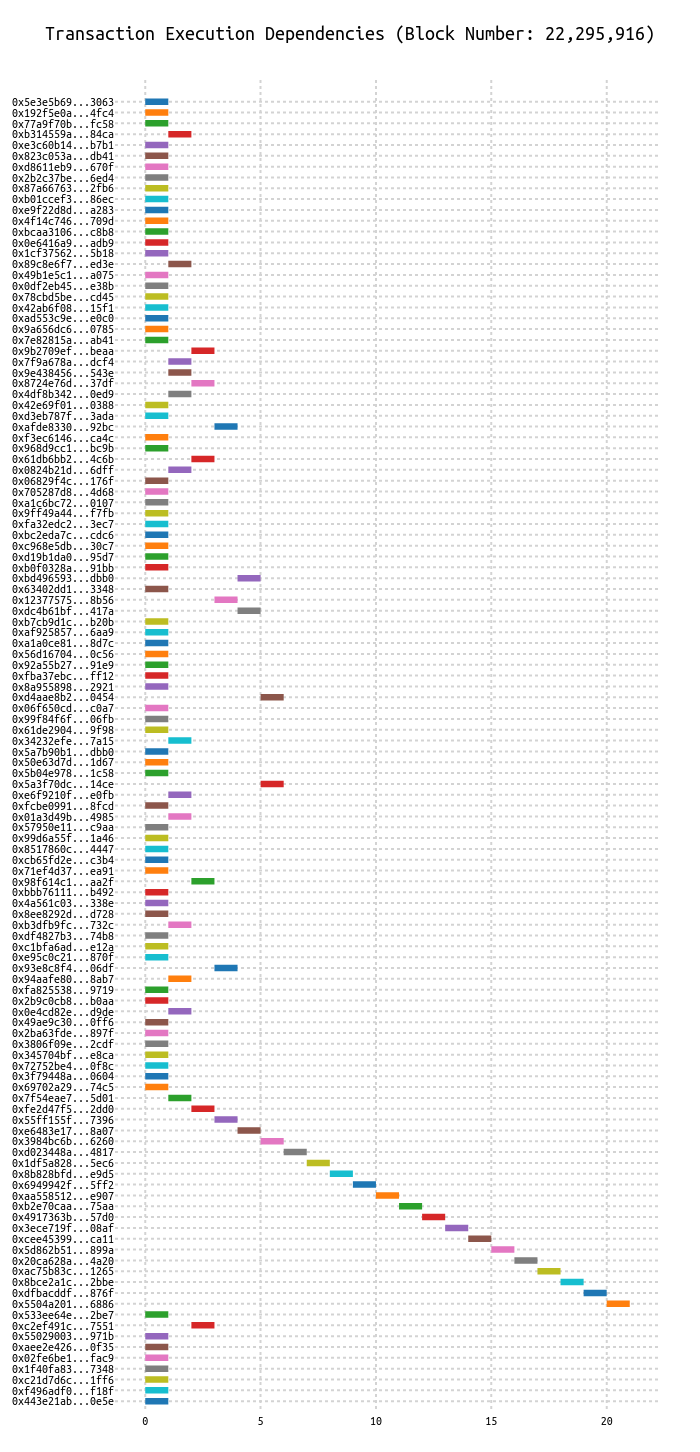 Transaction Execution Dependencies (Block Number: 22,295,916)
0x5e3e5b69...3063
0x192f5e0a...4fc4
0x77a9f70b...fc58
0xb314559a...84ca
0xe3c60b14...b7b1
0x823c053a...db41
0xd8611eb9...670f
0x2b2c37be...6ed4
0x87a66763...2fb6
0xb01ccef3...86ec
0xe9f22d8d...a283
0x4f14c746...709d
0xbcaa3106...c8b8
0x0e6416a9...adb9
0x1cf37562...5b18
0x89c8e6f7...ed3e
0x49b1e5c1...a075
0x0df2eb45...e38b
0x78cbd5be...cd45
0x42ab6f08...15f1
0xad553c9e...e0c0
0x9a656dc6...0785
0x7e82815a...ab41
0x9b2709ef...beaa
0x7f9a678a...dcf4
0x9e438456...543e
0x8724e76d...37df
0x4df8b342...0ed9
0x42e69f01...0388
0xd3eb787f...3ada
0xafde8330...92bc
0xf3ec6146...ca4c
0x968d9cc1...bc9b
0x61db6bb2...4c6b
0x0824b21d...6dff
0x06829f4c...176f
0x705287d8...4d68
0xa1c6bc72...0107
0x9ff49a44...f7fb
0xfa32edc2...3ec7
0xbc2eda7c...cdc6
0xc968e5db...30c7
0xd19b1da0...95d7
0xb0f0328a...91bb
0xbd496593...dbb0
0x63402dd1...3348
0x12377575...8b56
0xdc4b61bf...417a
0xb7cb9d1c...b20b
0xaf925857...6aa9
0xa1a0ce81...8d7c
0x56d16704...0c56
0x92a55b27...91e9
0xfba37ebc...ff12
0x8a955898...2921
0xd4aae8b2...0454
0x06f650cd...c0a7
0x99f84f6f...06fb
0x61de2904...9f98
0x34232efe...7a15
0x5a7b90b1...dbb0
0x50e63d7d...1d67
0x5b04e978...1c58
0x5a3f70dc...14ce
0xe6f9210f...e0fb
0xfcbe0991...8fcd
0x01a3d49b...4985
0x57950e11...c9aa
0x99d6a55f...1a46
0x8517860c...4447
0xcb65fd2e...c3b4
0x71ef4d37...ea91
0x98f614c1...aa2f
0xbbb76111...b492
0x4a561c03...338e
0x8ee8292d...d728
0xb3dfb9fc...732c
0xdf4827b3...74b8
0xc1bfa6ad...e12a
0xe95c0c21...870f
0x93e8c8f4...06df
0x94aafe80...8ab7
0xfa825538...9719
0x2b9c0cb8...b0aa
0x0e4cd82e...d9de
0x49ae9c30...0ff6
0x2ba63fde...897f
0x3806f09e...2cdf
0x345704bf...e8ca
0x72752be4...0f8c
0x3f79448a...0604
0x69702a29...74c5
0x7f54eae7...5d01
0xfe2d47f5...2dd0
0x55ff155f...7396
0xe6483e17...8a07
0x3984bc6b...6260
0xd023448a...4817
0x1df5a828...5ec6
0x8b828bfd...e9d5
0x6949942f...5ff2
0xaa558512...e907
0xb2e70caa...75aa
0x4917363b...57d0
0x3ece719f...08af
0xcee45399...ca11
0x5d862b51...899a
0x20ca628a...4a20
0xac75b83c...1265
0x8bce2a1c...2bbe
0xdfbacddf...876f
0x5504a201...6886
0x533ee64e...2be7
0xc2ef491c...7551
0x55029003...971b
0xaee2e426...0f35
0x02fe6be1...fac9
0x1f40fa83...7348
0xc21d7d6c...1ff6
0xf496adf0...f18f
0x443e21ab...0e5e
0 5 10 15 20